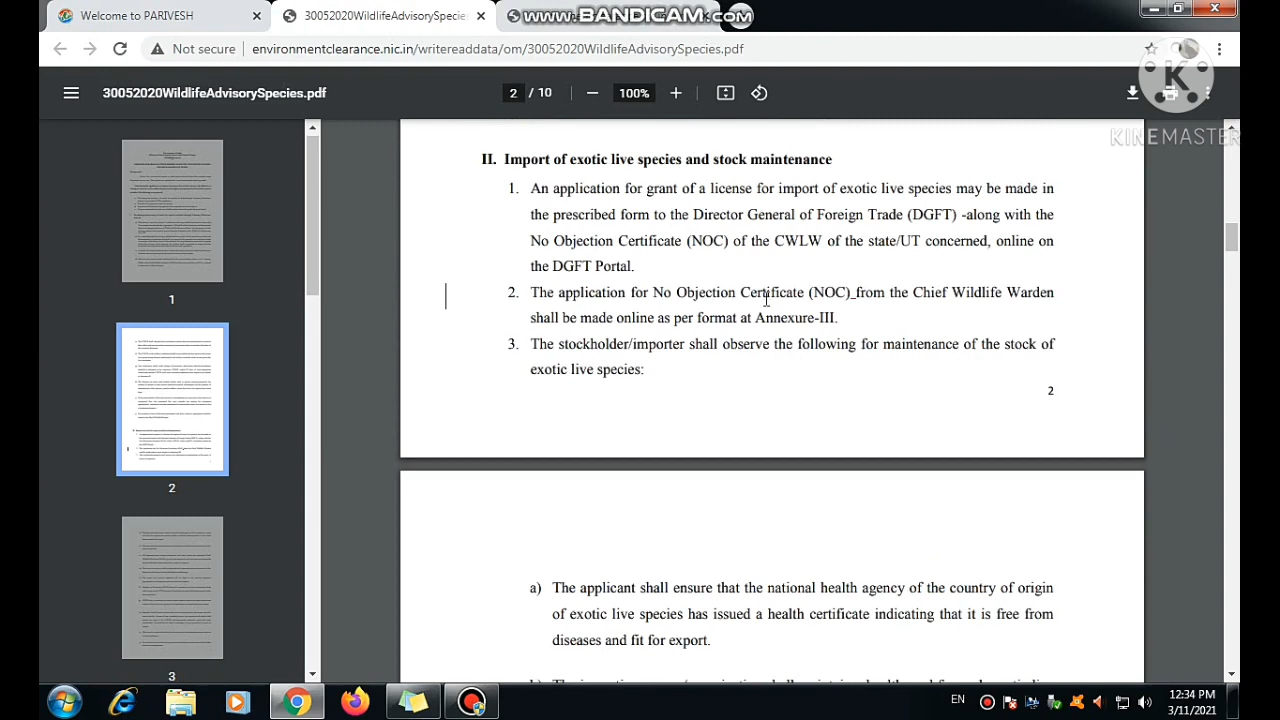 www.BANDICAM.com
Welcome to PARIVESH
30052020WildlifeAdvisorySpecie
Not secure
environmentclearance.nic.in/writereaddata/om/30052020WildlifeAdvisorySpecies.pdf
K
KINEMASTER
30052020WildlifeAdvisorySpecies.pdf
2 / 10
100%
II. Import of exotic live species and stock maintenance
1. An application for grant of a license for import of exotic live species may be made in
the prescribed form to the Director General of Foreign Trade (DGFT) -along with the
No Objection Certificate (NOC) of the CWLW of the state/UT concerned, online on
the DGFT Portal.
2. The application for No Objection Certificate (NOC)_from the Chief Wildlife Warden
shall be made online as per format at Annexure-III.
3. The stockholder/importer shall observe the following for maintenance of the stock of
exotic live species:
2
a) The applicant shall ensure that the national health agency of the country of origin
of exotic live species has issued a health certificate indicating that it is free from
diseases and fit for export.
1
2
3
EN
12:34 PM
3/11/2021